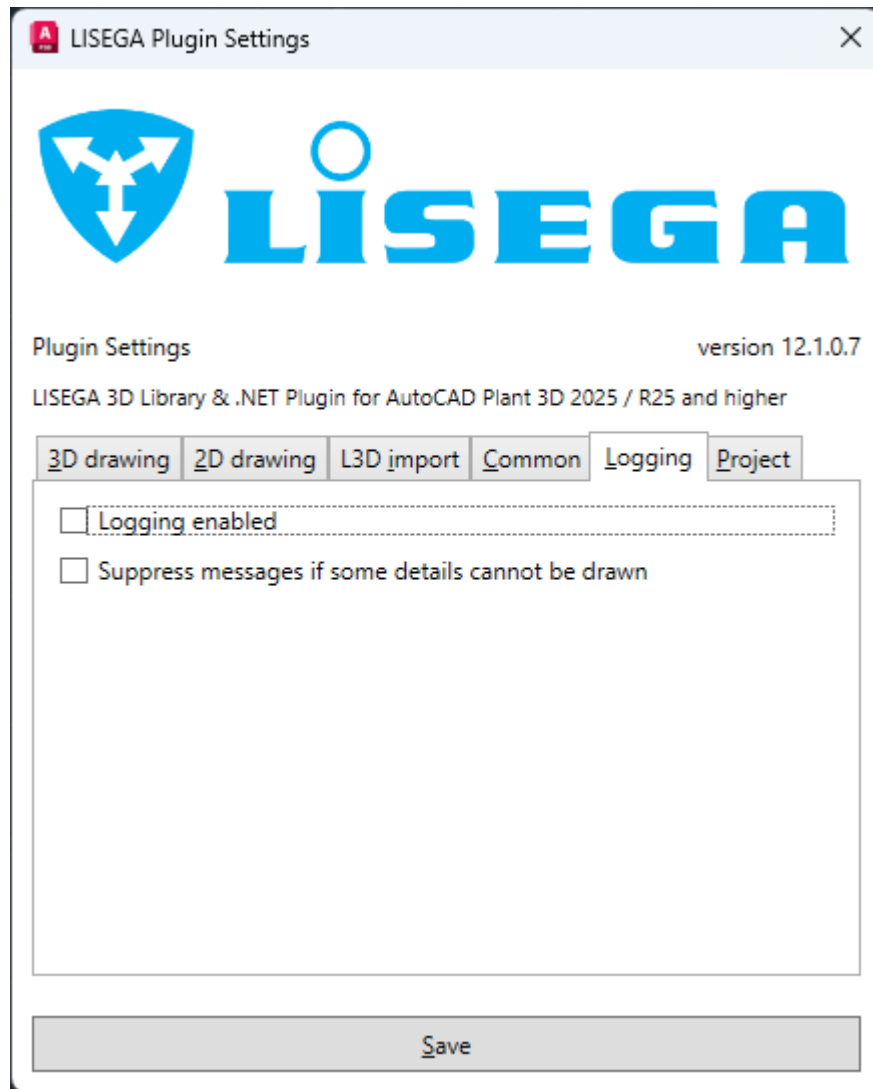 LISEGA Plugin Settings
LISEGA
Plugin Settings version 12.1.0.7
LISEGA 3D Library & .NET Plugin for AutoCAD Plant 3D 2025 / R25 and higher
3D drawing 2D drawing L3D import Common Logging Project
Logging enabled
Suppress messages if some details cannot be drawn
Save